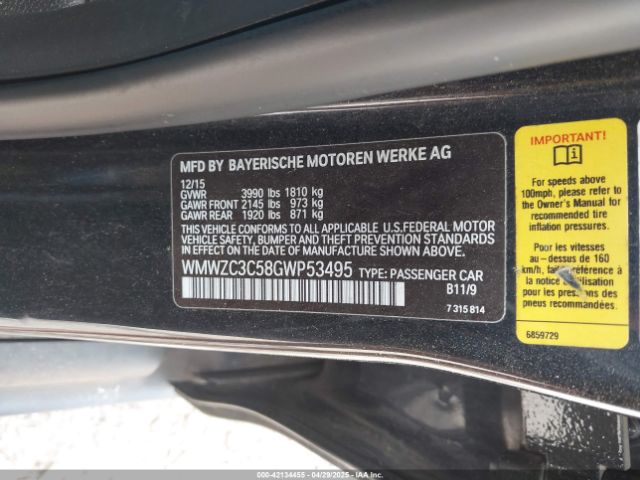 MFD BY BAYERISCHE MOTOREN WERKE AG
12/15
GVWR 3990 lbs 1810 kg
GAWR FRONT 2145 lbs 973 kg
GAWR REAR 1920 lbs 871 kg
THIS VEHICLE CONFORMS TO ALL APPLICABLE U.S.FEDERAL MOTOR
VEHICLE SAFETY, BUMPER, AND THEFT PREVENTION STANDARDS
IN EFFECT ON THE DATE OF MANUFACTURE SHOWN ABOVE.
WMWZC3C58GWP53495 TYPE: PASSENGER CAR
B11/9
7 315 814
IMPORTANT!
For speeds above
100mph, please refer to
the Owner's Manual for
recommended tire
inflation pressures.
Pour les vitesses
au-dessus de 160
km/h, faire référence à
la notice pour les
pneus recommandées.
6859729
000-42134455 | 04/29/2025 | IAAI.COM